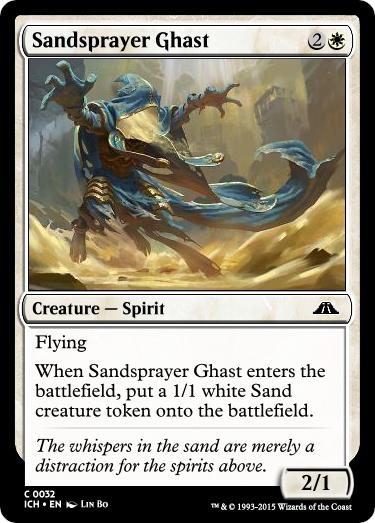 Sandsprayer Ghast 2
Creature — Spirit
Flying
When Sandsprayer Ghast enters the
battlefield, put a 1/1 white Sand
creature token onto the battlefield.
The whispers in the sand are merely a
distraction for the spirits above.
2/1
C 0032
ICH • EN Lin Bo
™ & © 1993-2015 Wizards of the Coast